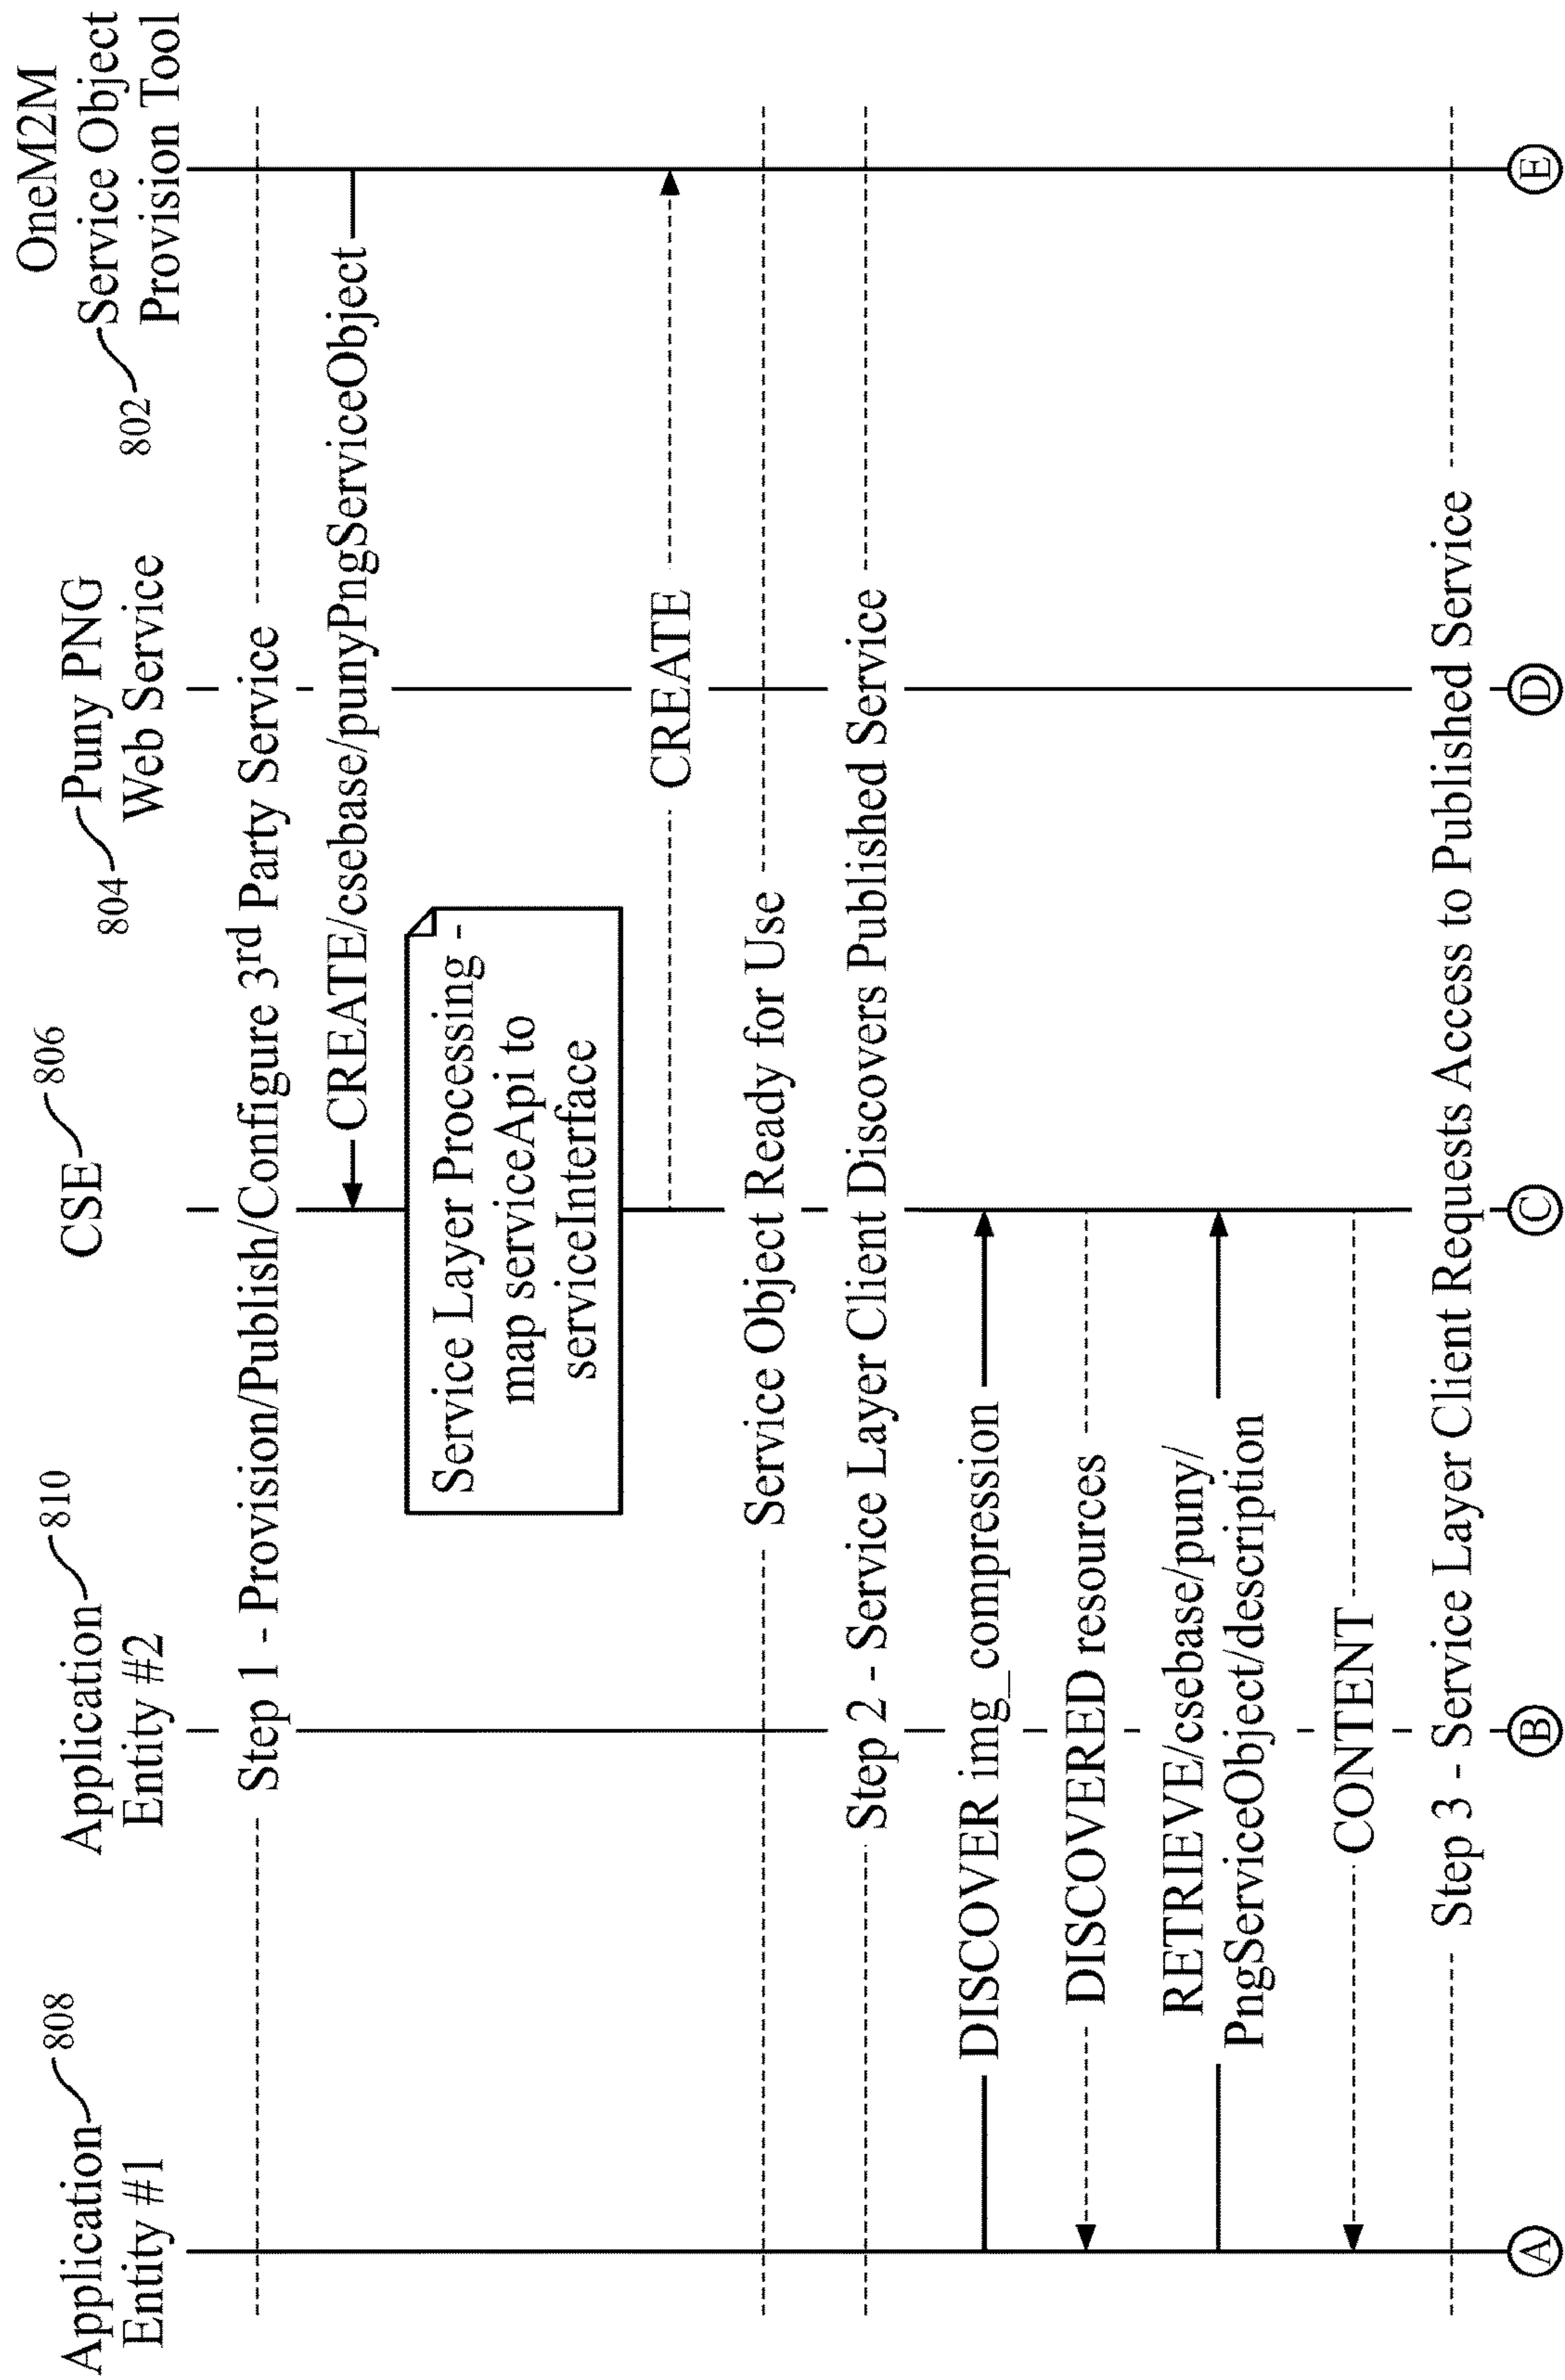 Application
Entity #1
808
Application
Entity #2
810
CSE
806
Puny PNG
Web Service
804
OneM2M
Service Object
Provision Tool
802
Step 1 - Provision/Publish/Configure 3rd Party Service
CREATE/csebase/punyPngServiceObject
Service Layer Processing -
map serviceApi to
serviceInterface
CREATE
Service Object Ready for Use
Step 2 - Service Layer Client Discovers Published Service
DISCOVER img_compression
DISCOVERED resources
RETRIEVE/csebase/puny/
PngServiceObject/description
CONTENT
Step 3 - Service Layer Client Requests Access to Published Service
A
B
C
D
E